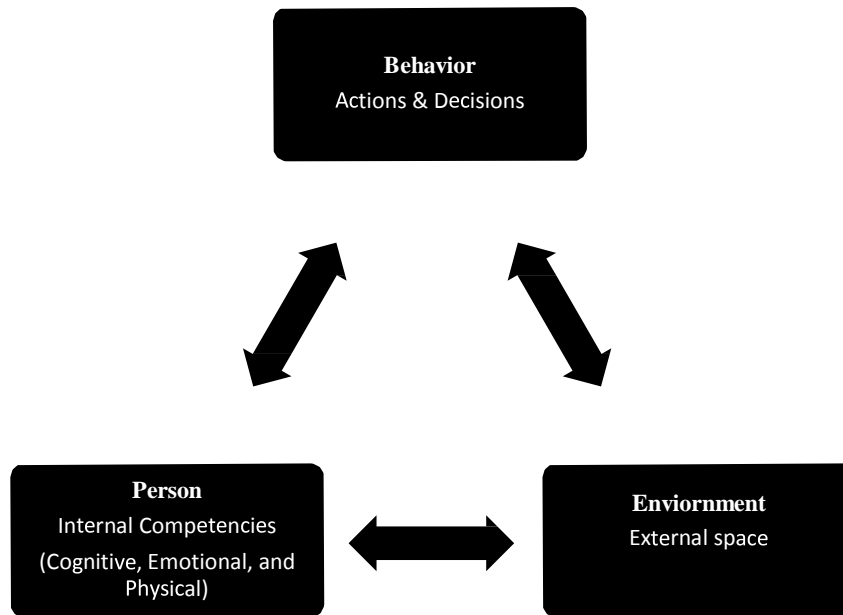 Behavior
Actions & Decisions
Person
Internal Competencies
(Cognitive, Emotional, and
Physical)
Enviornment
External space